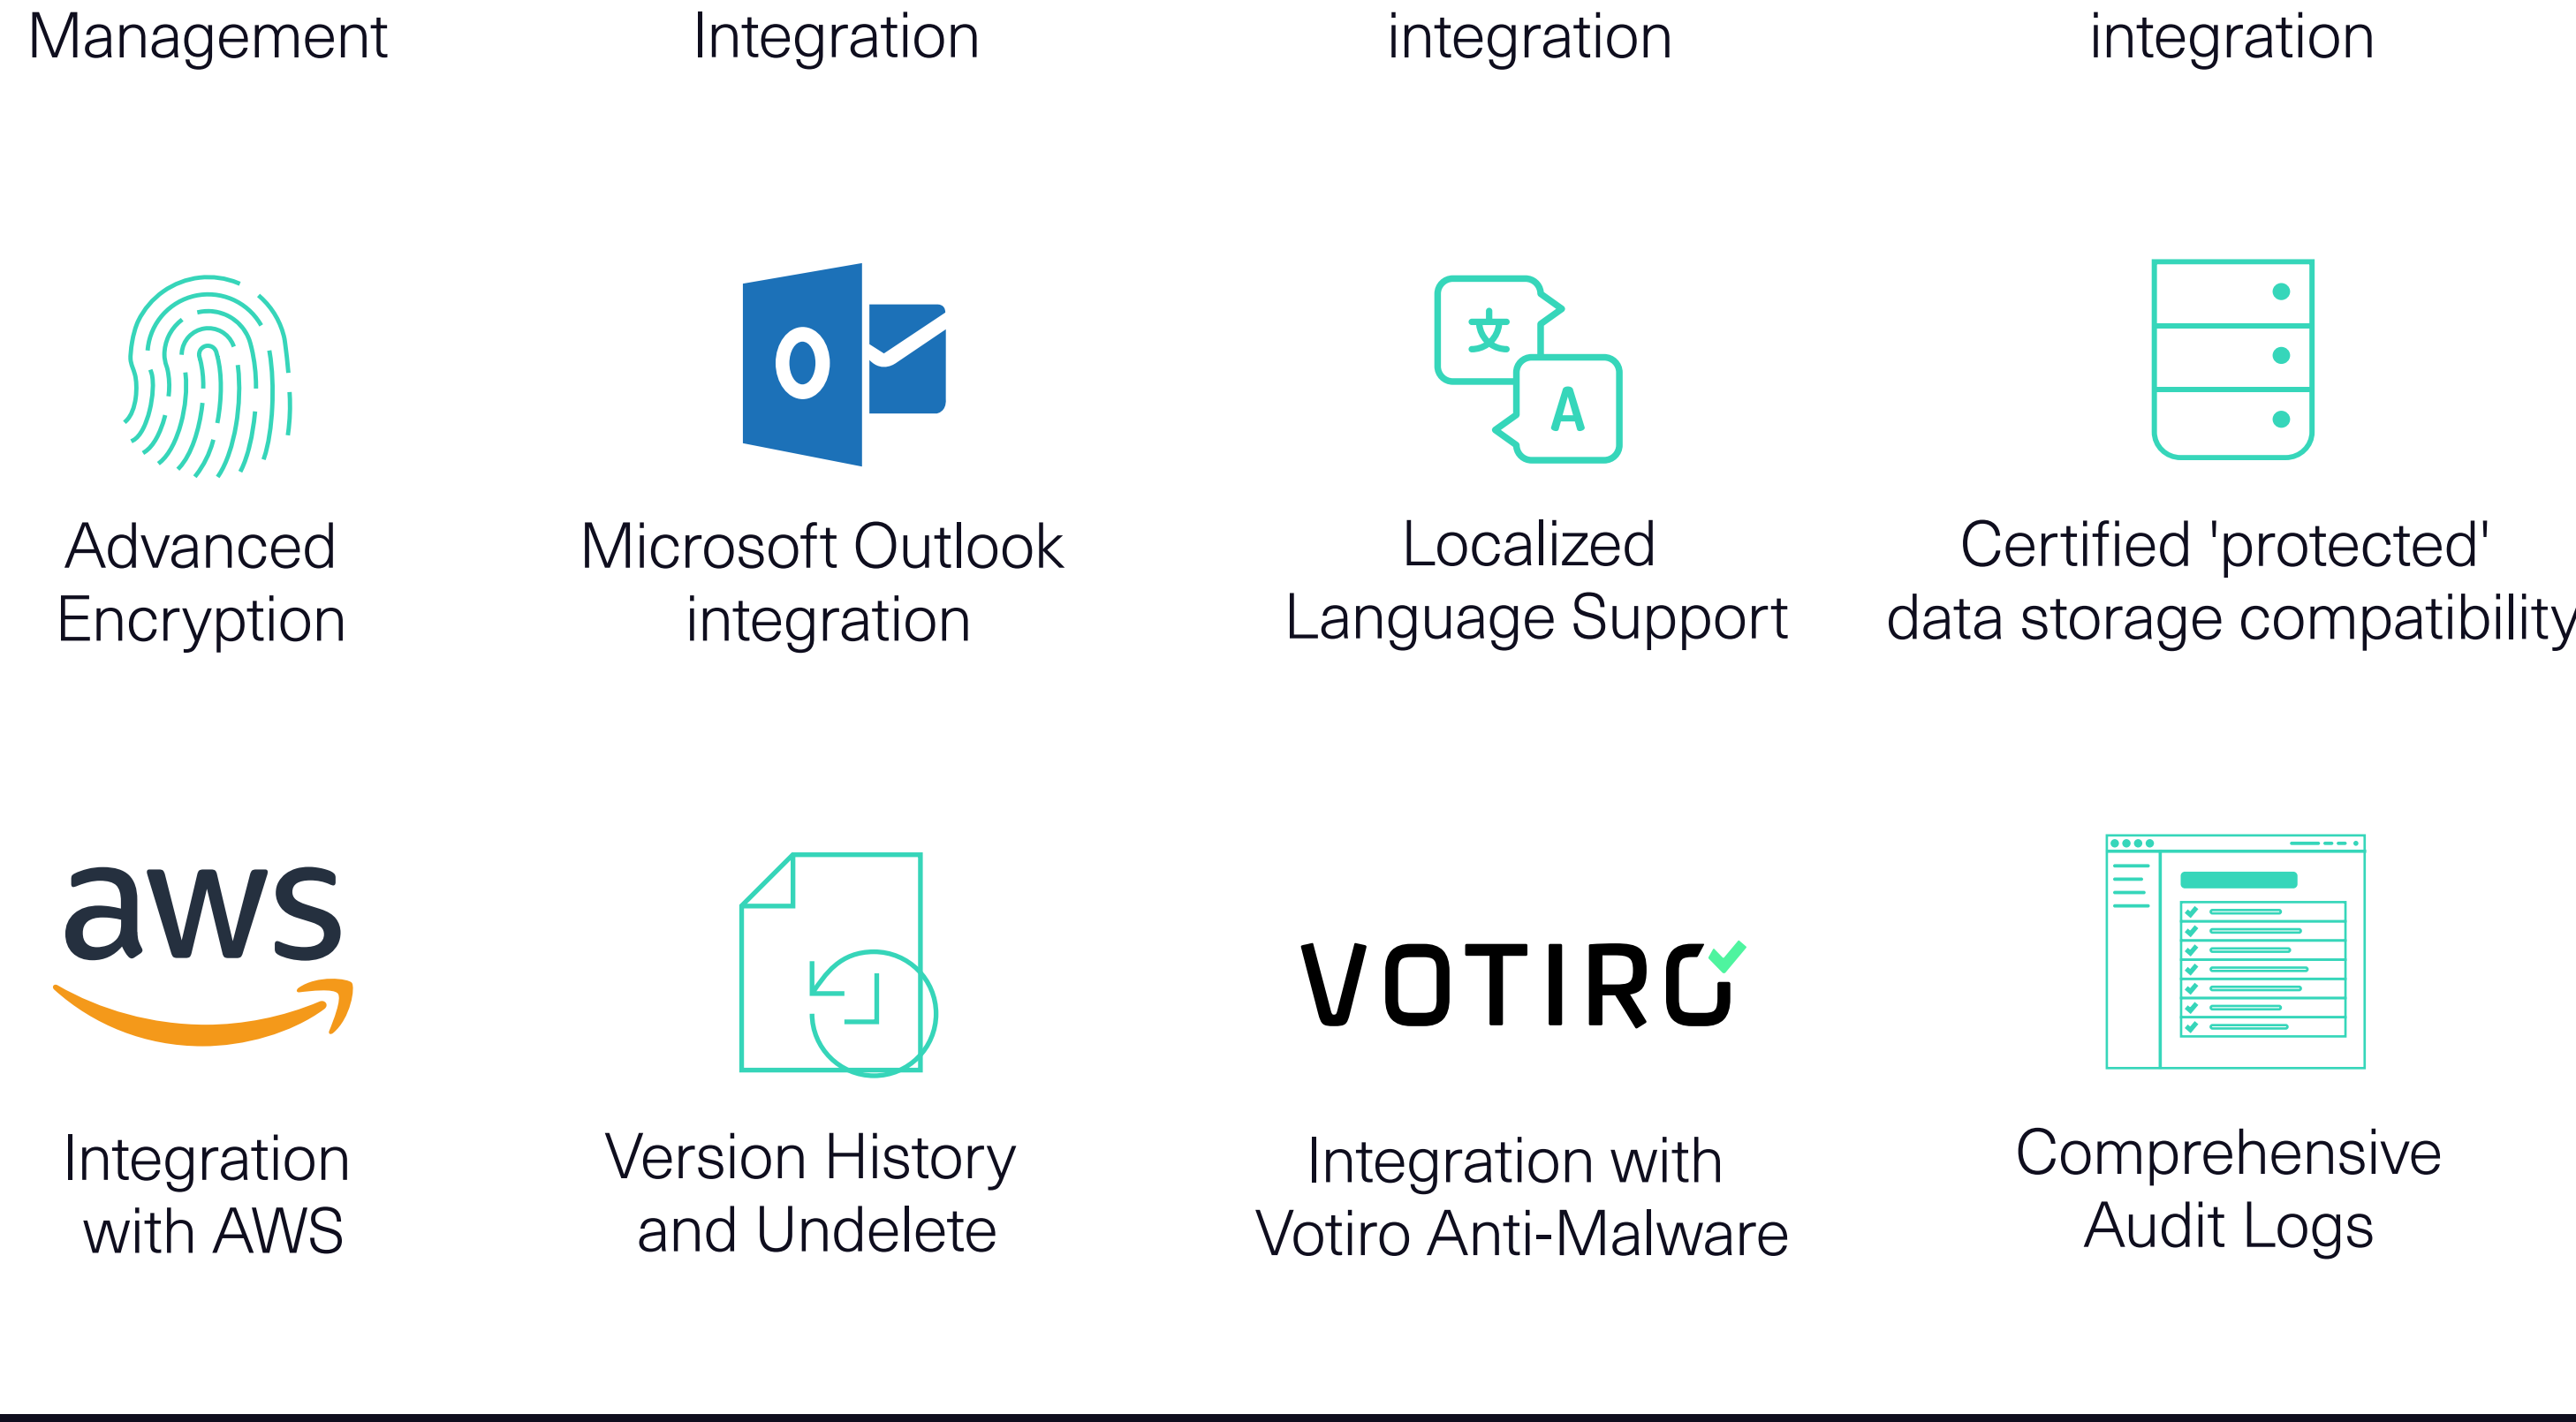 Management
Integration
integration
integration
O
文
A
Advanced
Encryption
Microsoft Outlook
integration
Localized
Language Support
Certified 'protected'
data storage compatibility
aws
VOTIRO
Integration
with AWS
Version History
and Undelete
Integration with
Votiro Anti-Malware
Comprehensive
Audit Logs